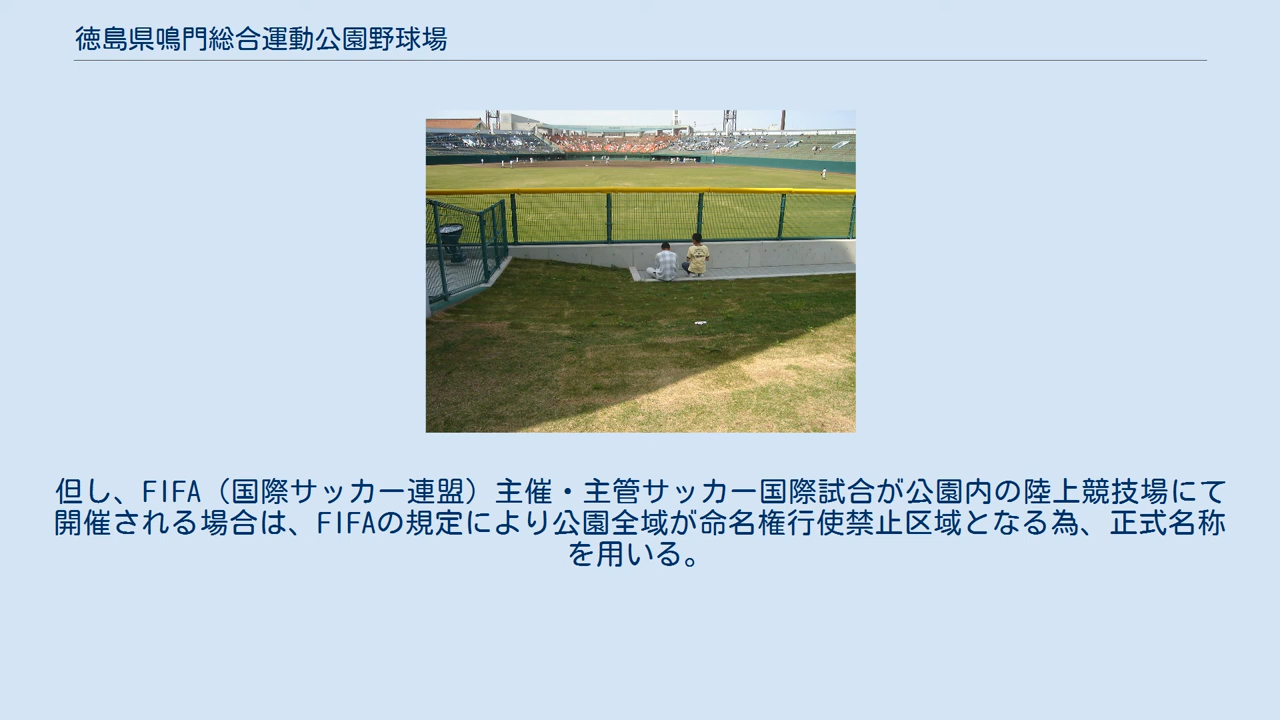 徳島県鳴門総合運動公園野球場
但し、FIFA（国際サッカー連盟）主催・主管サッカー国際試合が公園内の陸上競技場にて
開催される場合は、FIFAの規定により公園全域が命名権行使禁止区域となる為、正式名称
を用いる。